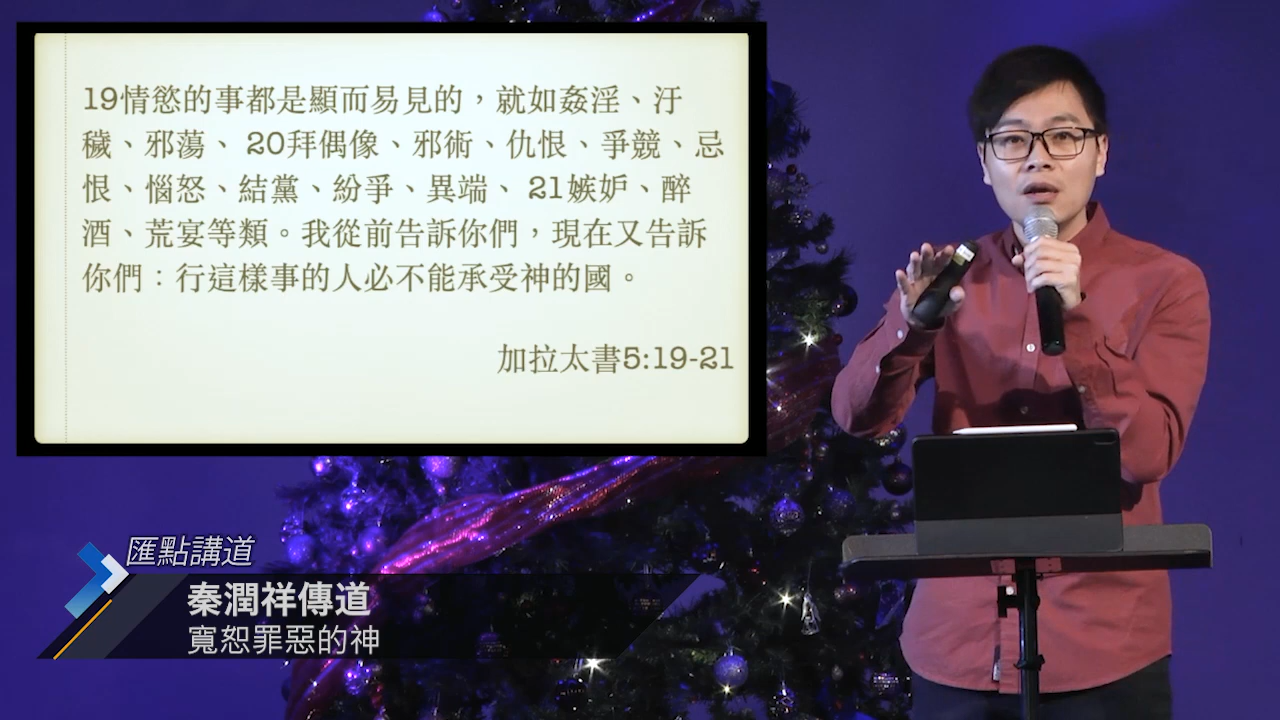 19情慾的事都是顯而易見的，就如姦淫、汙
穢、邪蕩、 20拜偶像、邪術、仇恨、爭競、忌
恨、惱怒、結黨、紛爭、異端、 21嫉妒、醉
酒、荒宴等類。我從前告訴你們，現在又告訴
你們：行這樣事的人必不能承受神的國。
加拉太書5:19-21
匯點講道
秦潤祥傳道
寬恕罪惡的神